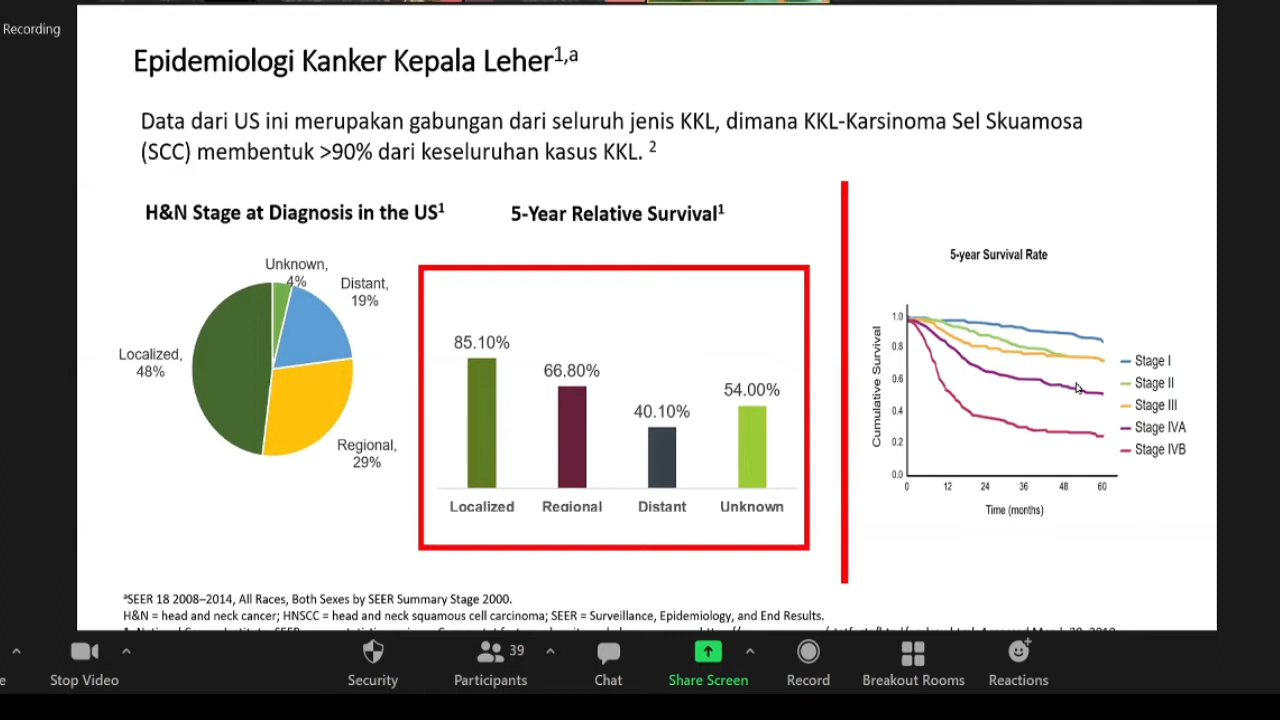 Recording
Epidemiologi Kanker Kepala Leher1,a
Data dari US ini merupakan gabungan dari seluruh jenis KKL, dimana KKL-Karsinoma Sel Skuamosa
(SCC) membentuk >90% dari keseluruhan kasus KKL. 2
H&N Stage at Diagnosis in the US1
Unknown,
4%
Distant,
19%
Localized,
48%
Regional,
29%
5-Year Relative Survival1
85.10%
66.80%
40.10%
54.00%
Localized
Regional
Distant
Unknown
5-year Survival Rate
Cumulative Survival
1.0
0.8
0.6
0.4
0.2
0.0
0 12 24 36 48 60
Time (months)
Stage I
Stage II
Stage III
Stage IVA
Stage IVB
aSEER 18 2008–2014, All Races, Both Sexes by SEER Summary Stage 2000.
H&N = head and neck cancer; HNSCC = head and neck squamous cell carcinoma; SEER = Surveillance, Epidemiology, and End Results.
Stop Video
Security
39
Participants
Chat
Share Screen
Record
Breakout Rooms
Reactions